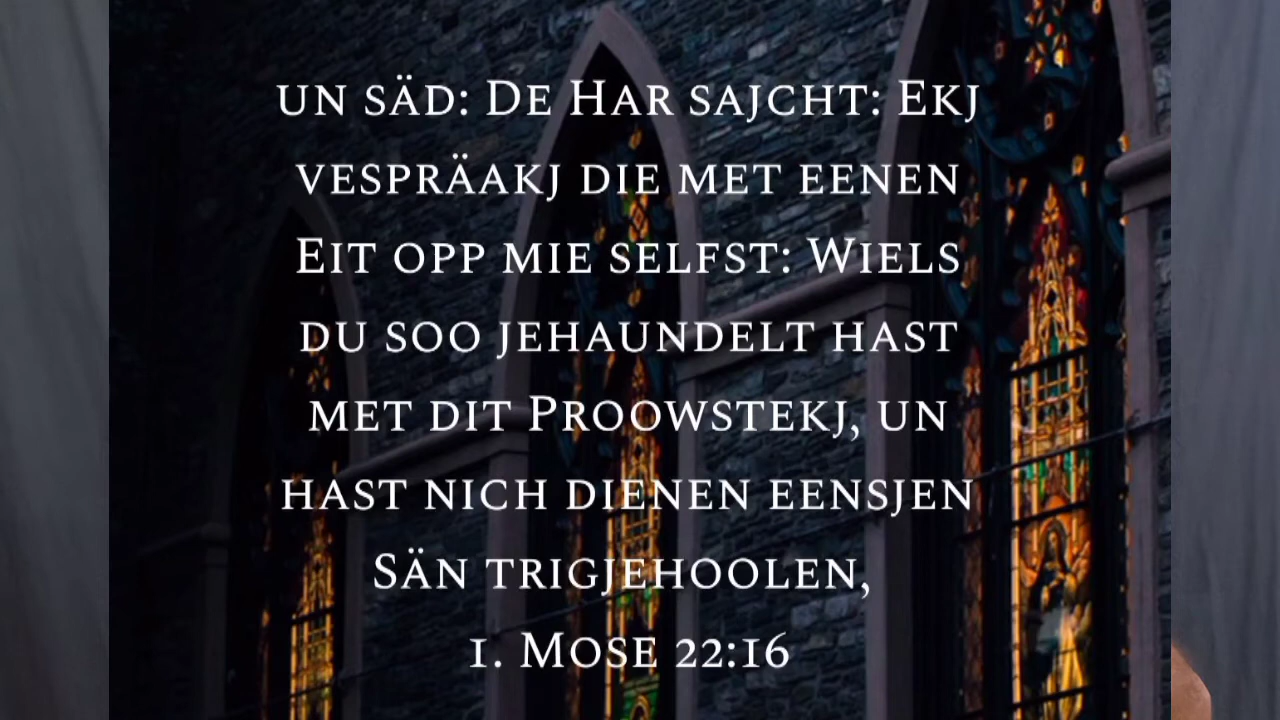 un säd: De Har sajcht: Ekj
vespräakj die met eenen
Eit opp mie selfst: Wiels
du soo jehaundelt hast
met dit Proowstekj, un
hast nich dienen eensjen
Sän trigjehoolen,
1. Mose 22:16